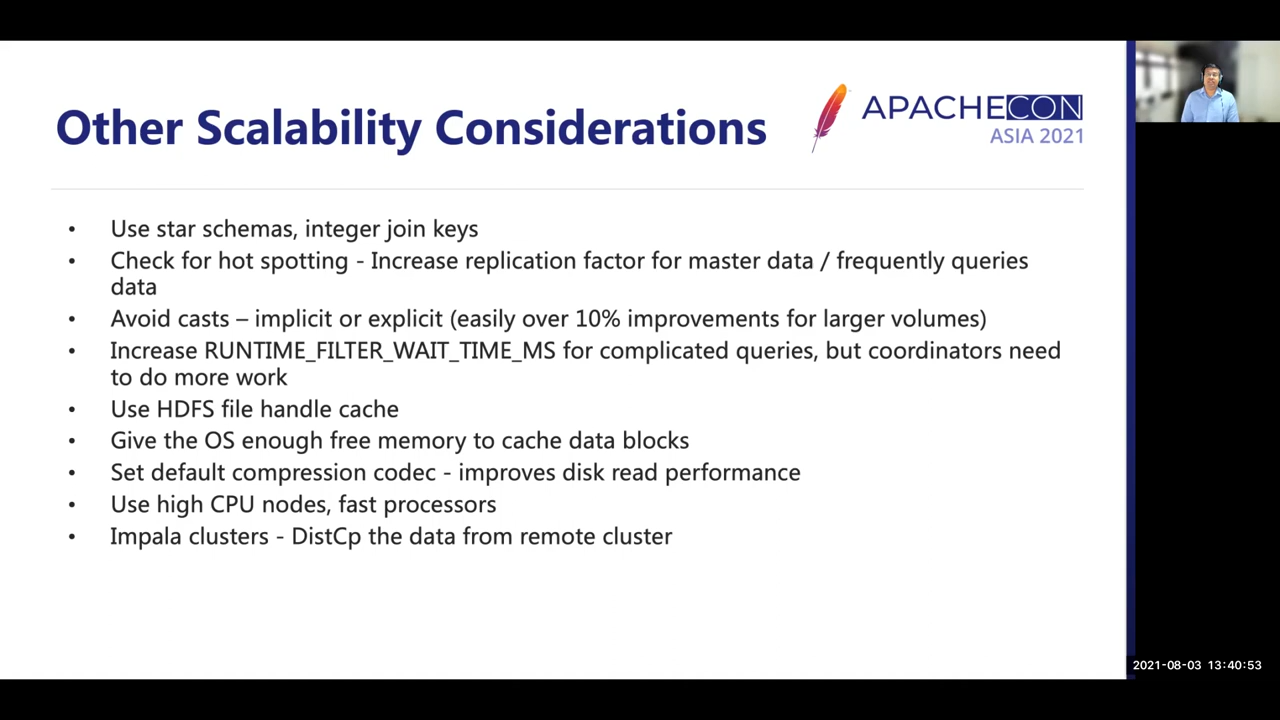 Other Scalability Considerations
APACHECON
ASIA 2021
• Use star schemas, integer join keys
• Check for hot spotting - Increase replication factor for master data / frequently queries
data
• Avoid casts – implicit or explicit (easily over 10% improvements for larger volumes)
• Increase RUNTIME_FILTER_WAIT_TIME_MS for complicated queries, but coordinators need
to do more work
• Use HDFS file handle cache
• Give the OS enough free memory to cache data blocks
• Set default compression codec - improves disk read performance
• Use high CPU nodes, fast processors
• Impala clusters - DistCp the data from remote cluster
2021-08-03 13:40:53